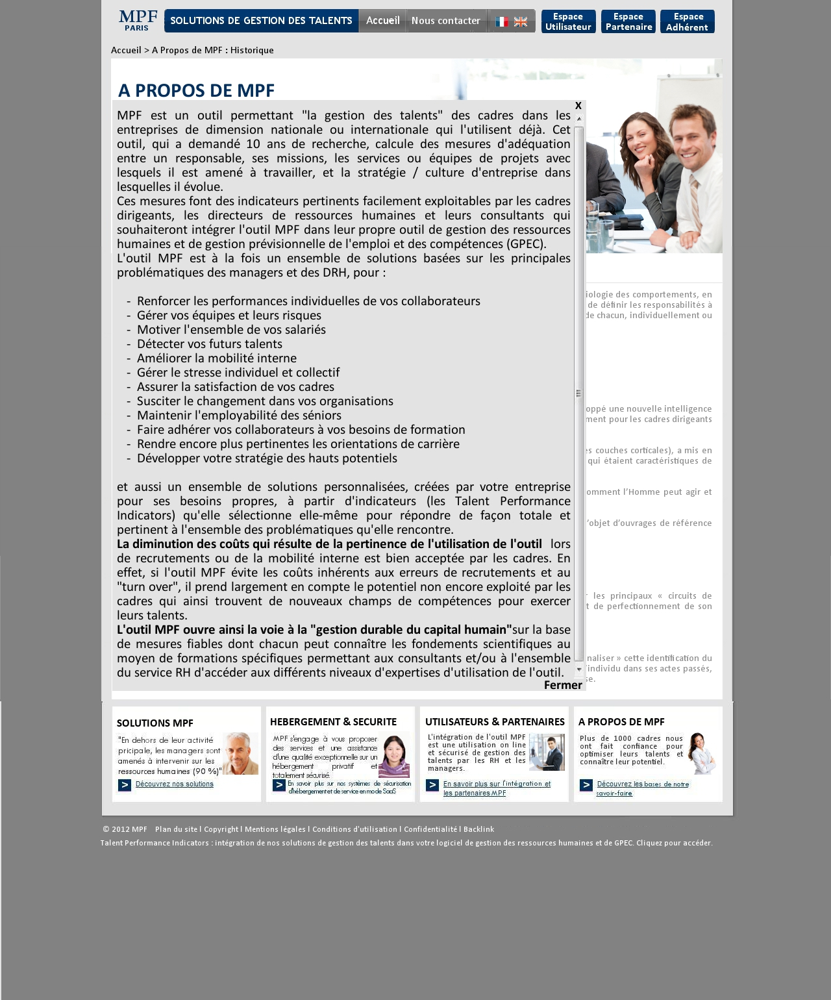 MPF
PARIS
SOLUTIONS DE GESTION DES TALENTS
Accueil
Nous contacter
Espace
Utilisateur
Espace
Partenaire
Espace
Adhérent
Accueil > A Propos de MPF : Historique
A PROPOS DE MPF
X
MPF est un outil permettant "la gestion des talents" des cadres dans les
entreprises de dimension nationale ou internationale qui l'utilisent déjà. Cet
outil, qui a demandé 10 ans de recherche, calcule des mesures d'adéquation
entre un responsable, ses missions, les services ou équipes de projets avec
lesquels il est amené à travailler, et la stratégie / culture d'entreprise dans
lesquelles il évolue.
Ces mesures font des indicateurs pertinents facilement exploitables par les cadres
dirigeants, les directeurs de ressources humaines et leurs consultants qui
souhaiteront intégrer l'outil MPF dans leur propre outil de gestion des ressources
humaines et de gestion prévisionnelle de l'emploi et des compétences (GPEC).
L'outil MPF est à la fois un ensemble de solutions basées sur les principales
problématiques des managers et des DRH, pour :
- Renforcer les performances individuelles de vos collaborateurs
- Gérer vos équipes et leurs risques
- Motiver l'ensemble de vos salariés
- Détecter vos futurs talents
- Améliorer la mobilité interne
- Gérer le stresse individuel et collectif
- Assurer la satisfaction de vos cadres
- Susciter le changement dans vos organisations
- Maintenir l'employabilité des séniors
- Faire adhérer vos collaborateurs à vos besoins de formation
- Rendre encore plus pertinentes les orientations de carrière
- Développer votre stratégie des hauts potentiels
et aussi un ensemble de solutions personnalisées, créées par votre entreprise
pour ses besoins propres, à partir d'indicateurs (les Talent Performance
Indicators) qu'elle sélectionne elle-même pour répondre de façon totale et
pertinent à l'ensemble des problématiques qu'elle rencontre.
La diminution des coûts qui résulte de la pertinence de l'utilisation de l'outil lors
de recrutements ou de la mobilité interne est bien acceptée par les cadres. En
effet, si l'outil MPF évite les coûts inhérents aux erreurs de recrutements et au
"turn over", il prend largement en compte le potentiel non encore exploité par les
cadres qui ainsi trouvent de nouveaux champs de compétences pour exercer
leurs talents.
L'outil MPF ouvre ainsi la voie à la "gestion durable du capital humain"sur la base
de mesures fiables dont chacun peut connaître les fondements scientifiques au
moyen de formations spécifiques permettant aux consultants et/ou à l'ensemble
du service RH d'accéder aux différents niveaux d'expertises d'utilisation de l'outil.
Fermer
iologie des comportements, en
de définir les responsabilités à
de chacun, individuellement ou
oppé une nouvelle intelligence
ment pour les cadres dirigeants
es couches corticales), a mis en
qui étaient caractéristiques de
omment l’Homme peut agir et
’objet d’ouvrages de référence
les principaux « circuits de
t de perfectionnement de son
naliser » cette identification du
’individu dans ses actes passés,
se.
SOLUTIONS MPF
"En dehors de leur activité
pricipale, les managers sont
amenés à intervenir sur les
ressources humaines (90 %)"
> Découvrez nos solutions
HEBERGEMENT & SECURITE
MPF s'engage à vous proposer
des services et une assistance
d'une qualité exceptionnelle sur un
hébergement privatif et
totalement sécurisé.
> En savoir plus sur nos systèmes de sécurisation
d'hébergement et de service en mode SaaS
UTILISATEURS & PARTENAIRES
L'intégration de l'outil MPF
est une utilisation on line
et sécurisé de gestion des
talents par les RH et les
managers.
> En savoir plus sur l'intégration et
les partenaires MPF
A PROPOS DE MPF
Plus de 1000 cadres nous
ont fait confiance pour
optimiser leurs talents et
connaître leur potentiel.
> Découvrez les bases de notre
savoir-faire
© 2012 MPF Plan du site l Copyright l Mentions légales l Conditions d'utilisation l Confidentialité l Backlink
Talent Performance Indicators : intégration de nos solutions de gestion des talents dans votre logiciel de gestion des ressources humaines et de GPEC. Cliquez pour accéder.